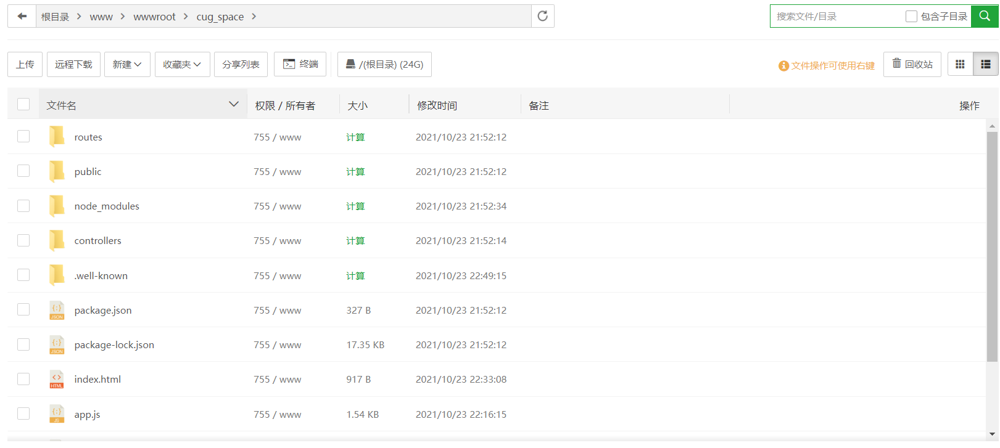 根目录 www wwwroot cug_space 搜索文件/目录 包含子目录
上传 远程下载 新建 收藏夹 分享列表 终端 /(根目录) (24G) 文件操作可使用右键 回收站
文件名 权限 / 所有者 大小 修改时间 备注 操作
routes 755 / www 计算 2021/10/23 21:52:12
public 755 / www 计算 2021/10/23 21:52:12
node_modules 755 / www 计算 2021/10/23 21:52:34
controllers 755 / www 计算 2021/10/23 21:52:14
.well-known 755 / www 计算 2021/10/23 22:49:15
{:} JSON package.json 755 / www 327 B 2021/10/23 21:52:12
{:} JSON package-lock.json 755 / www 17.35 KB 2021/10/23 21:52:12
<> HTML index.html 755 / www 917 B 2021/10/23 22:33:08
{:} JS app.js 755 / www 1.54 KB 2021/10/23 22:16:15